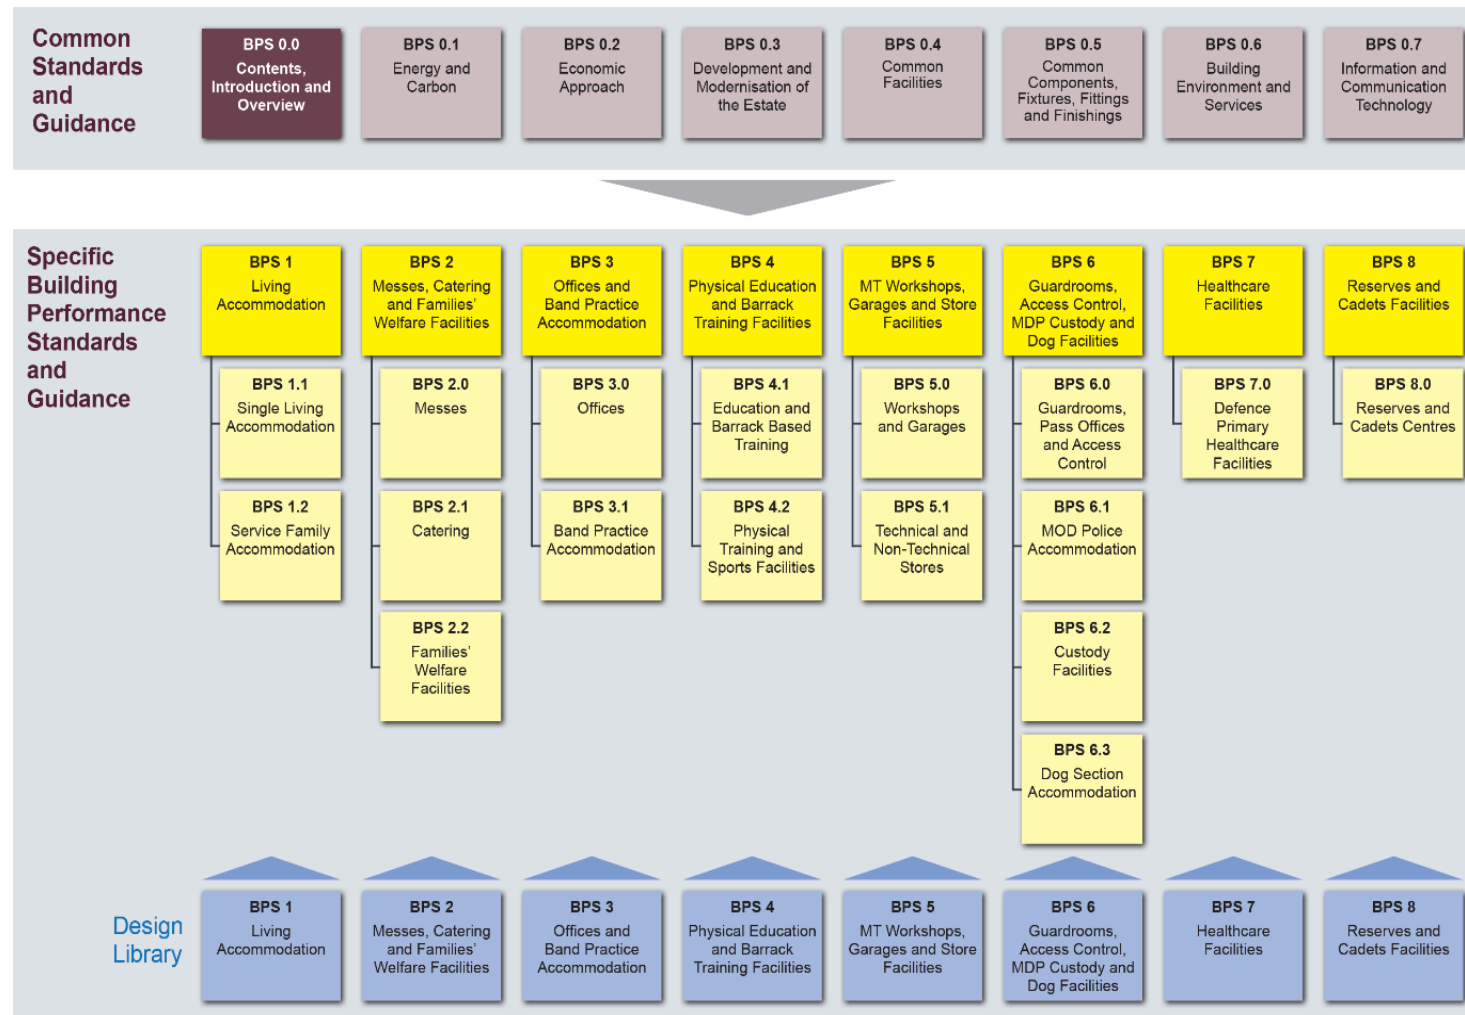 Common
Standards
and
Guidance
BPS 0.0
Contents,
Introduction and
Overview
BPS 0.1
Energy and
Carbon
BPS 0.2
Economic
Approach
BPS 0.3
Development and
Modernisation of
the Estate
BPS 0.4
Common
Facilities
BPS 0.5
Common
Components,
Fixtures, Fittings
and Finishings
BPS 0.6
Building
Environment and
Services
BPS 0.7
Information and
Communication
Technology
Specific
Building
Performance
Standards
and
Guidance
BPS 1
Living
Accommodation
BPS 1.1
Single Living
Accommodation
BPS 1.2
Service Family
Accommodation
BPS 2
Messes, Catering
and Families'
Welfare Facilities
BPS 2.0
Messes
BPS 2.1
Catering
BPS 2.2
Families'
Welfare
Facilities
BPS 3
Offices and
Band Practice
Accommodation
BPS 3.0
Offices
BPS 3.1
Band Practice
Accommodation
BPS 4
Physical Education
and Barrack
Training Facilities
BPS 4.1
Education and
Barrack Based
Training
BPS 4.2
Physical
Training and
Sports Facilities
BPS 5
MT Workshops,
Garages and Store
Facilities
BPS 5.0
Workshops
and Garages
BPS 5.1
Technical and
Non-Technical
Stores
BPS 6
Guardrooms,
Access Control,
MDP Custody and
Dog Facilities
BPS 6.0
Guardrooms,
Pass Offices
and Access
Control
BPS 6.1
MOD Police
Accommodation
BPS 6.2
Custody
Facilities
BPS 6.3
Dog Section
Accommodation
BPS 7
Healthcare
Facilities
BPS 7.0
Defence
Primary
Healthcare
Facilities
BPS 8
Reserves and
Cadets Facilities
BPS 8.0
Reserves and
Cadets Centres
Design
Library
BPS 1
Living
Accommodation
BPS 2
Messes, Catering
and Families'
Welfare Facilities
BPS 3
Offices and
Band Practice
Accommodation
BPS 4
Physical Education
and Barrack
Training Facilities
BPS 5
MT Workshops,
Garages and Store
Facilities
BPS 6
Guardrooms,
Access Control,
MDP Custody and
Dog Facilities
BPS 7
Healthcare
Facilities
BPS 8
Reserves and
Cadets Facilities